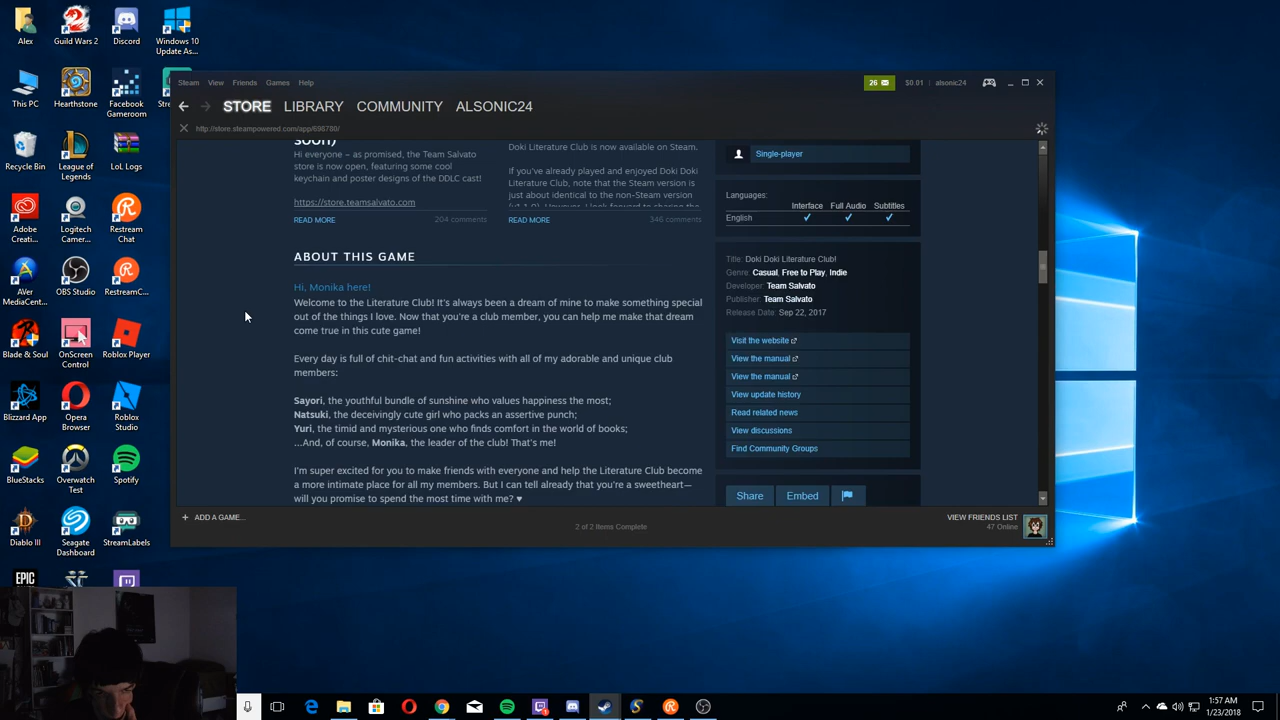 Alex
Guild Wars 2
Discord
Windows 10
Update As...
This PC
Hearthstone
Facebook
Gameroom
Recycle Bin
League of
Legends
LoL Logs
Adobe
Creati...
Logitech
Camer...
Restream
Chat
AVer
MediaCent...
OBS Studio
RestreamC...
Blade & Soul
OnScreen
Control
Roblox Player
Blizzard App
Opera
Browser
Roblox
Studio
BlueStacks
Overwatch
Test
Spotify
Diablo III
Seagate
Dashboard
StreamLabels
EPIC
Steam View Friends Games Help
26 $0.01 alsonic24
STORE LIBRARY COMMUNITY ALSONIC24
http://store.steampowered.com/app/698780/
soon)
Hi everyone – as promised, the Team Salvato
store is now open, featuring some cool
keychain and poster designs of the DDLC cast!
https://store.teamsalvato.com
READ MORE 204 comments
Doki Literature Club is now available on Steam.
If you've already played and enjoyed Doki Doki
Literature Club, note that the Steam version is
just about identical to the non-Steam version
READ MORE 346 comments
ABOUT THIS GAME
Hi, Monika here!
Welcome to the Literature Club! It's always been a dream of mine to make something special
out of the things I love. Now that you're a club member, you can help me make that dream
come true in this cute game!
Every day is full of chit-chat and fun activities with all of my adorable and unique club
members:
Sayori, the youthful bundle of sunshine who values happiness the most;
Natsuki, the deceivingly cute girl who packs an assertive punch;
Yuri, the timid and mysterious one who finds comfort in the world of books;
...And, of course, Monika, the leader of the club! That's me!
I'm super excited for you to make friends with everyone and help the Literature Club become
a more intimate place for all my members. But I can tell already that you're a sweetheart—
will you promise to spend the most time with me? ♥
Single-player
Languages:
Interface Full Audio Subtitles
English ✓ ✓ ✓
Title: Doki Doki Literature Club!
Genre: Casual, Free to Play, Indie
Developer: Team Salvato
Publisher: Team Salvato
Release Date: Sep 22, 2017
Visit the website
View the manual
View the manual
View update history
Read related news
View discussions
Find Community Groups
Share Embed
+ ADD A GAME...
2 of 2 Items Complete
VIEW FRIENDS LIST
47 Online
1:57 AM
1/23/2018